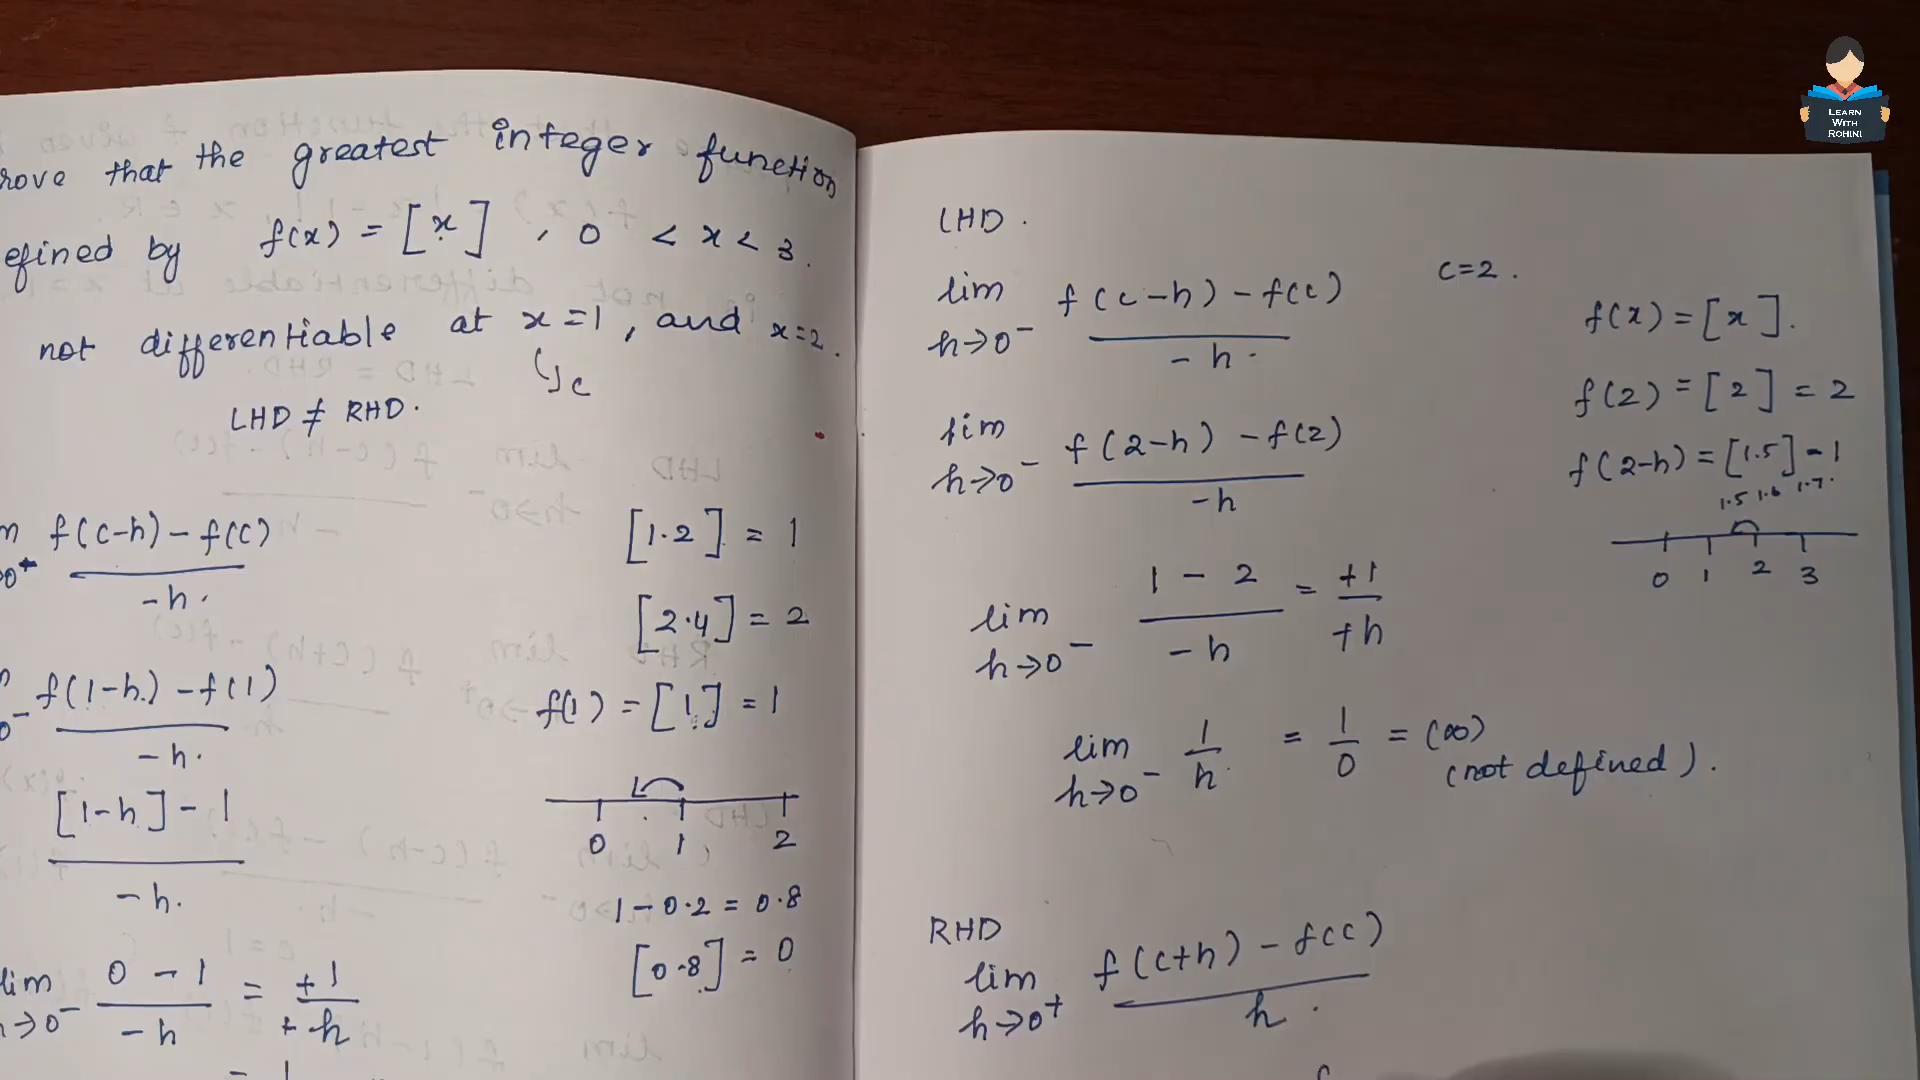 rove that the greatest integer function
efined by f(x) = [x] , 0 < x < 3.
not differentiable at x=1, and x=2.
c
LHD ≠ RHD.
f(c-h) - f(c)
-h.
[1.2] = 1
[2.4] = 2
f(1-h) - f(1)
-h.
f(1) = [1] = 1
[1-h] - 1
-h.
0 1 2
1-0.2 = 0.8
[0.8] = 0
lim h→0⁻ 0 - 1 / -h = +1 / +h
LHD.
lim h→0⁻ f(c-h) - f(c) / -h.
c=2.
f(x) = [x].
f(2) = [2] = 2
lim h→0⁻ f(2-h) - f(2) / -h
f(2-h) = [1.5] - 1
1.5 1.6 1.7.
0 1 2 3
lim h→0⁻ 1 - 2 / -h = +1 / +h
lim h→0⁻ 1/h = 1/0 = (∞)
(not defined).
RHD
lim h→0⁺ f(c+h) - f(c) / h.
LEARN
WITH
ROHINI